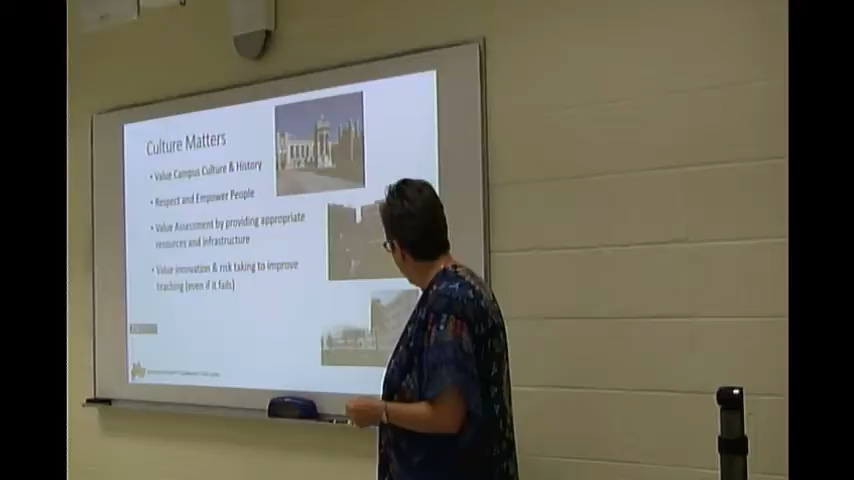 Culture Matters
• Value Campus Culture & History
• Respect and Empower People
• Value Assessment by providing appropriate
resources and infrastructure
• Value innovation & risk taking to improve
teaching (even if it fails)